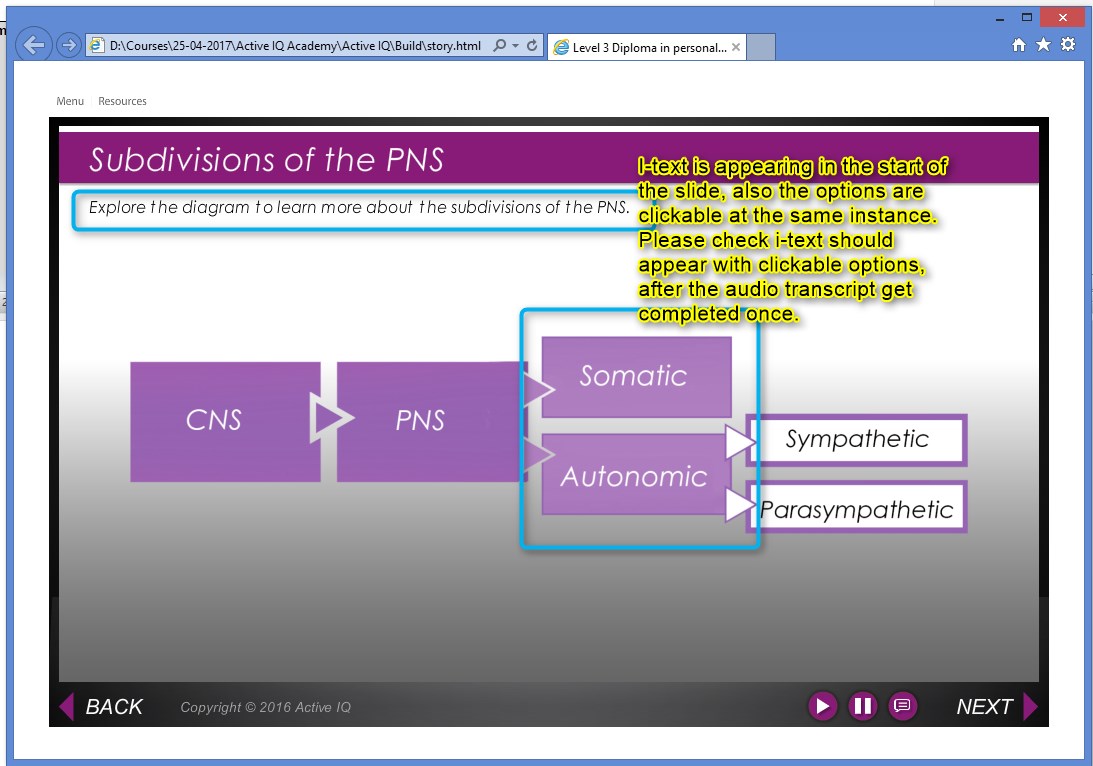 D:\Courses\25-04-2017\Active IQ Academy\Active IQ\Build\story.html
Level 3 Diploma in personal...
Menu
Resources
Subdivisions of the PNS
Explore the diagram to learn more about the subdivisions of the PNS.
I-text is appearing in the start of
the slide, also the options are
clickable at the same instance.
Please check i-text should
appear with clickable options,
after the audio transcript get
completed once.
CNS
PNS
Somatic
Autonomic
Sympathetic
Parasympathetic
BACK
Copyright © 2016 Active IQ
NEXT